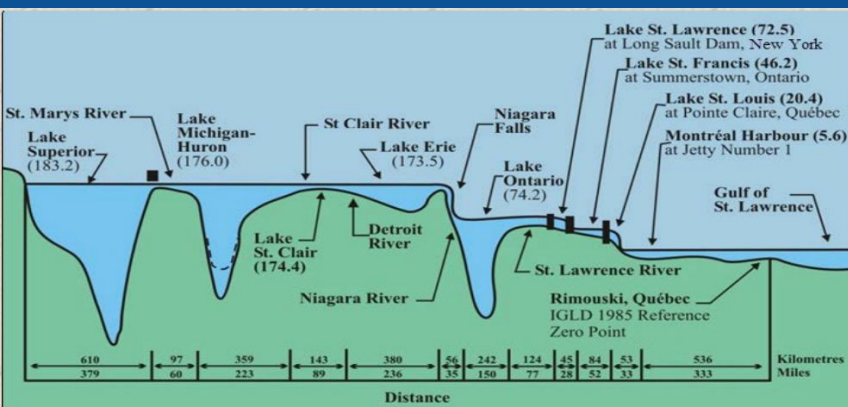 Lake St. Lawrence (72.5)
at Long Sault Dam, New York
Lake St. Francis (46.2)
at Summerstown, Ontario
Lake St. Louis (20.4)
at Pointe Claire, Québec
Montréal Harbour (5.6)
at Jetty Number 1
St. Marys River
Lake
Superior
(183.2)
Lake
Michigan-
Huron
(176.0)
St Clair River
Lake Erie
(173.5)
Niagara
Falls
Lake
Ontario
(74.2)
Gulf of
St. Lawrence
Lake
St. Clair
(174.4)
Detroit
River
Niagara River
St. Lawrence River
Rimouski, Québec
IGLD 1985 Reference
Zero Point
610 97 359 143 380 56 242 124 45 84 53 536 Kilometres
379 60 223 89 236 35 150 77 28 52 33 333 Miles
Distance